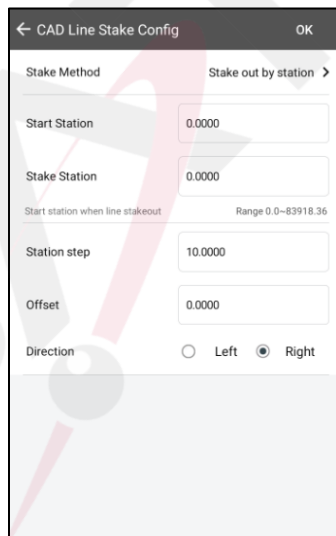 CAD Line Stake Config OK
Stake Method Stake out by station
Start Station 0.0000
Stake Station 0.0000
Start station when line stakeout Range 0.0~83918.36
Station step 10.0000
Offset 0.0000
Direction Left Right